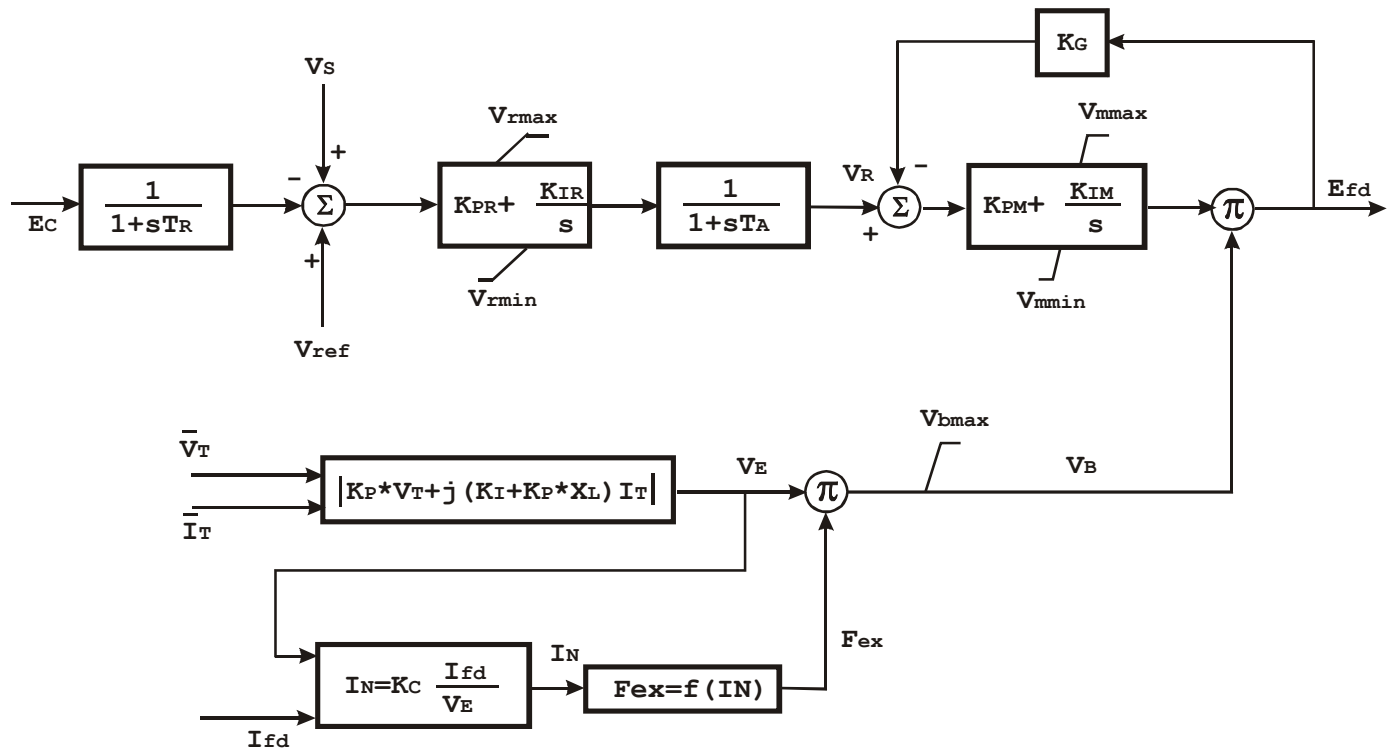 KG
VS
Vrmax
Vmmax
+
-
-
1
1+sTR
Σ
KPR+ KIR
s
1
1+sTA
VR
Σ
KPM+ KIM
s
π
Efd
EC
+
+
Vrmin
Vmmin
Vref
Vbmax
V̅T
|KP*VT+j(KI+KP*XL)IT|
VE
π
VB
I̅T
Fex
IN=KC Ifd
VE
IN
Fex=f(IN)
Ifd